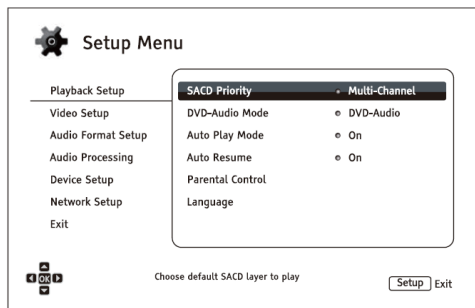 Setup Menu
Playback Setup
Video Setup
Audio Format Setup
Audio Processing
Device Setup
Network Setup
Exit
SACD Priority Multi-Channel
DVD-Audio Mode DVD-Audio
Auto Play Mode On
Auto Resume On
Parental Control
Language
OK
Choose default SACD layer to play
Setup Exit